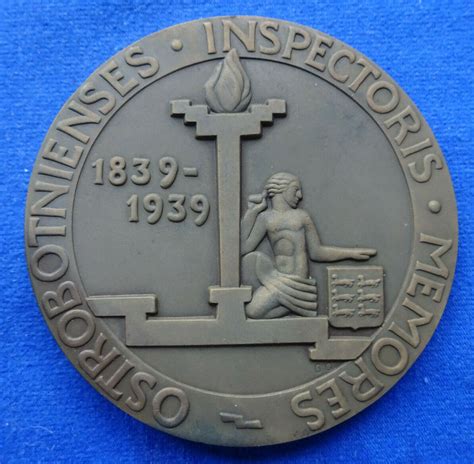 OSTROBOTNIENSES · INSPECTORIS · MEMORES
1839-
1939